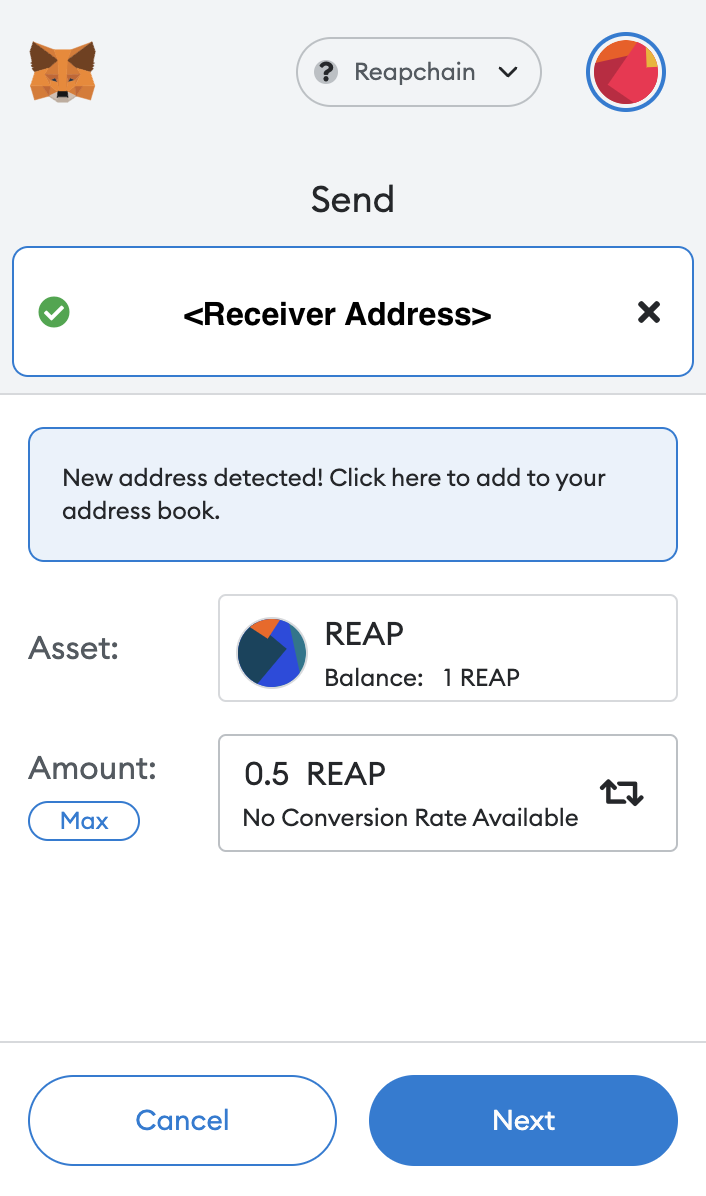 ? Reapchain
Send
<Receiver Address>
New address detected! Click here to add to your
address book.
Asset:
REAP
Balance: 1 REAP
Amount:
Max
0.5 REAP
No Conversion Rate Available
Cancel
Next